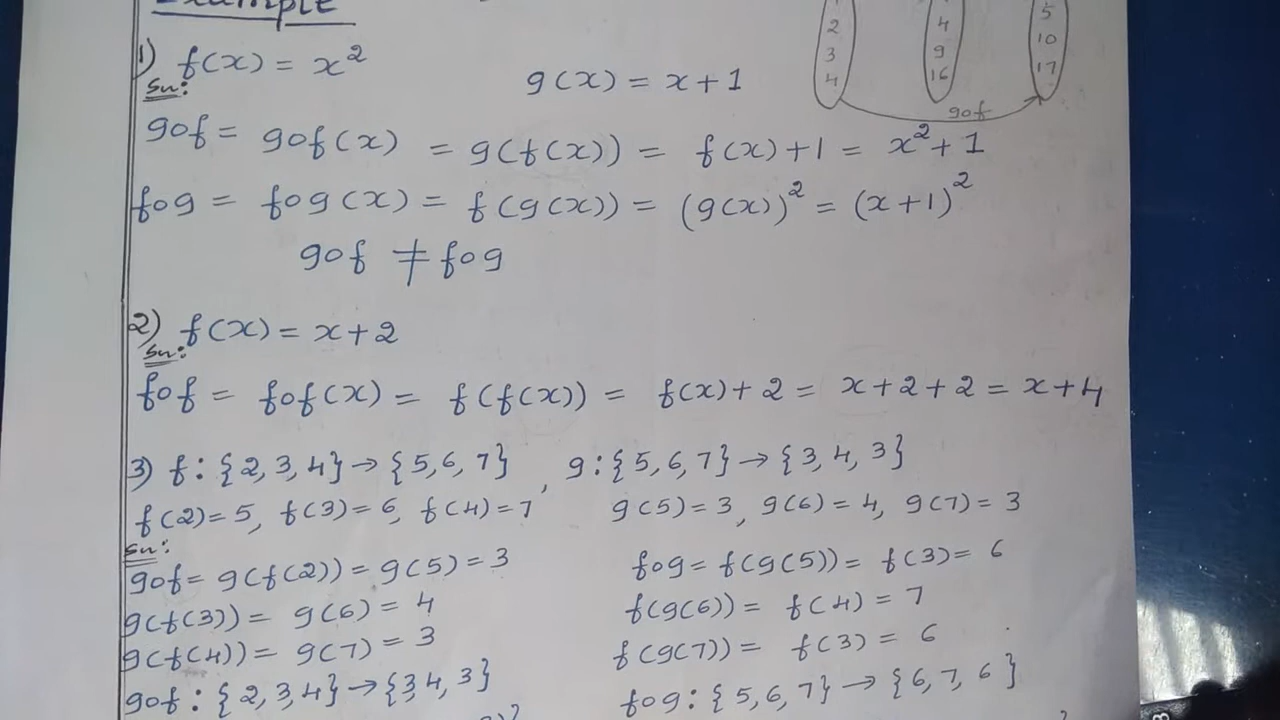 Example
1) f(x) = x²
g(x) = x+1
2 4 5
3 9 10
4 16 17
gof
Sn:
gof = gof(x) = g(f(x)) = f(x)+1 = x²+1
fog = fog(x) = f(g(x)) = (g(x))² = (x+1)²
gof ≠ fog
2) f(x) = x+2
Sn:
fof = fof(x) = f(f(x)) = f(x)+2 = x+2+2 = x+4
3) f : {2,3,4} → {5,6,7} , g : {5,6,7} → {3,4,3}
f(2)=5, f(3)=6, f(4)=7 g(5)=3, g(6)=4, g(7)=3
Sn:
gof = g(f(2)) = g(5) = 3 fog = f(g(5)) = f(3) = 6
g(f(3)) = g(6) = 4 f(g(6)) = f(4) = 7
g(f(4)) = g(7) = 3 f(g(7)) = f(3) = 6
gof : {2,3,4} → {3,4,3} fog : {5,6,7} → {6,7,6}